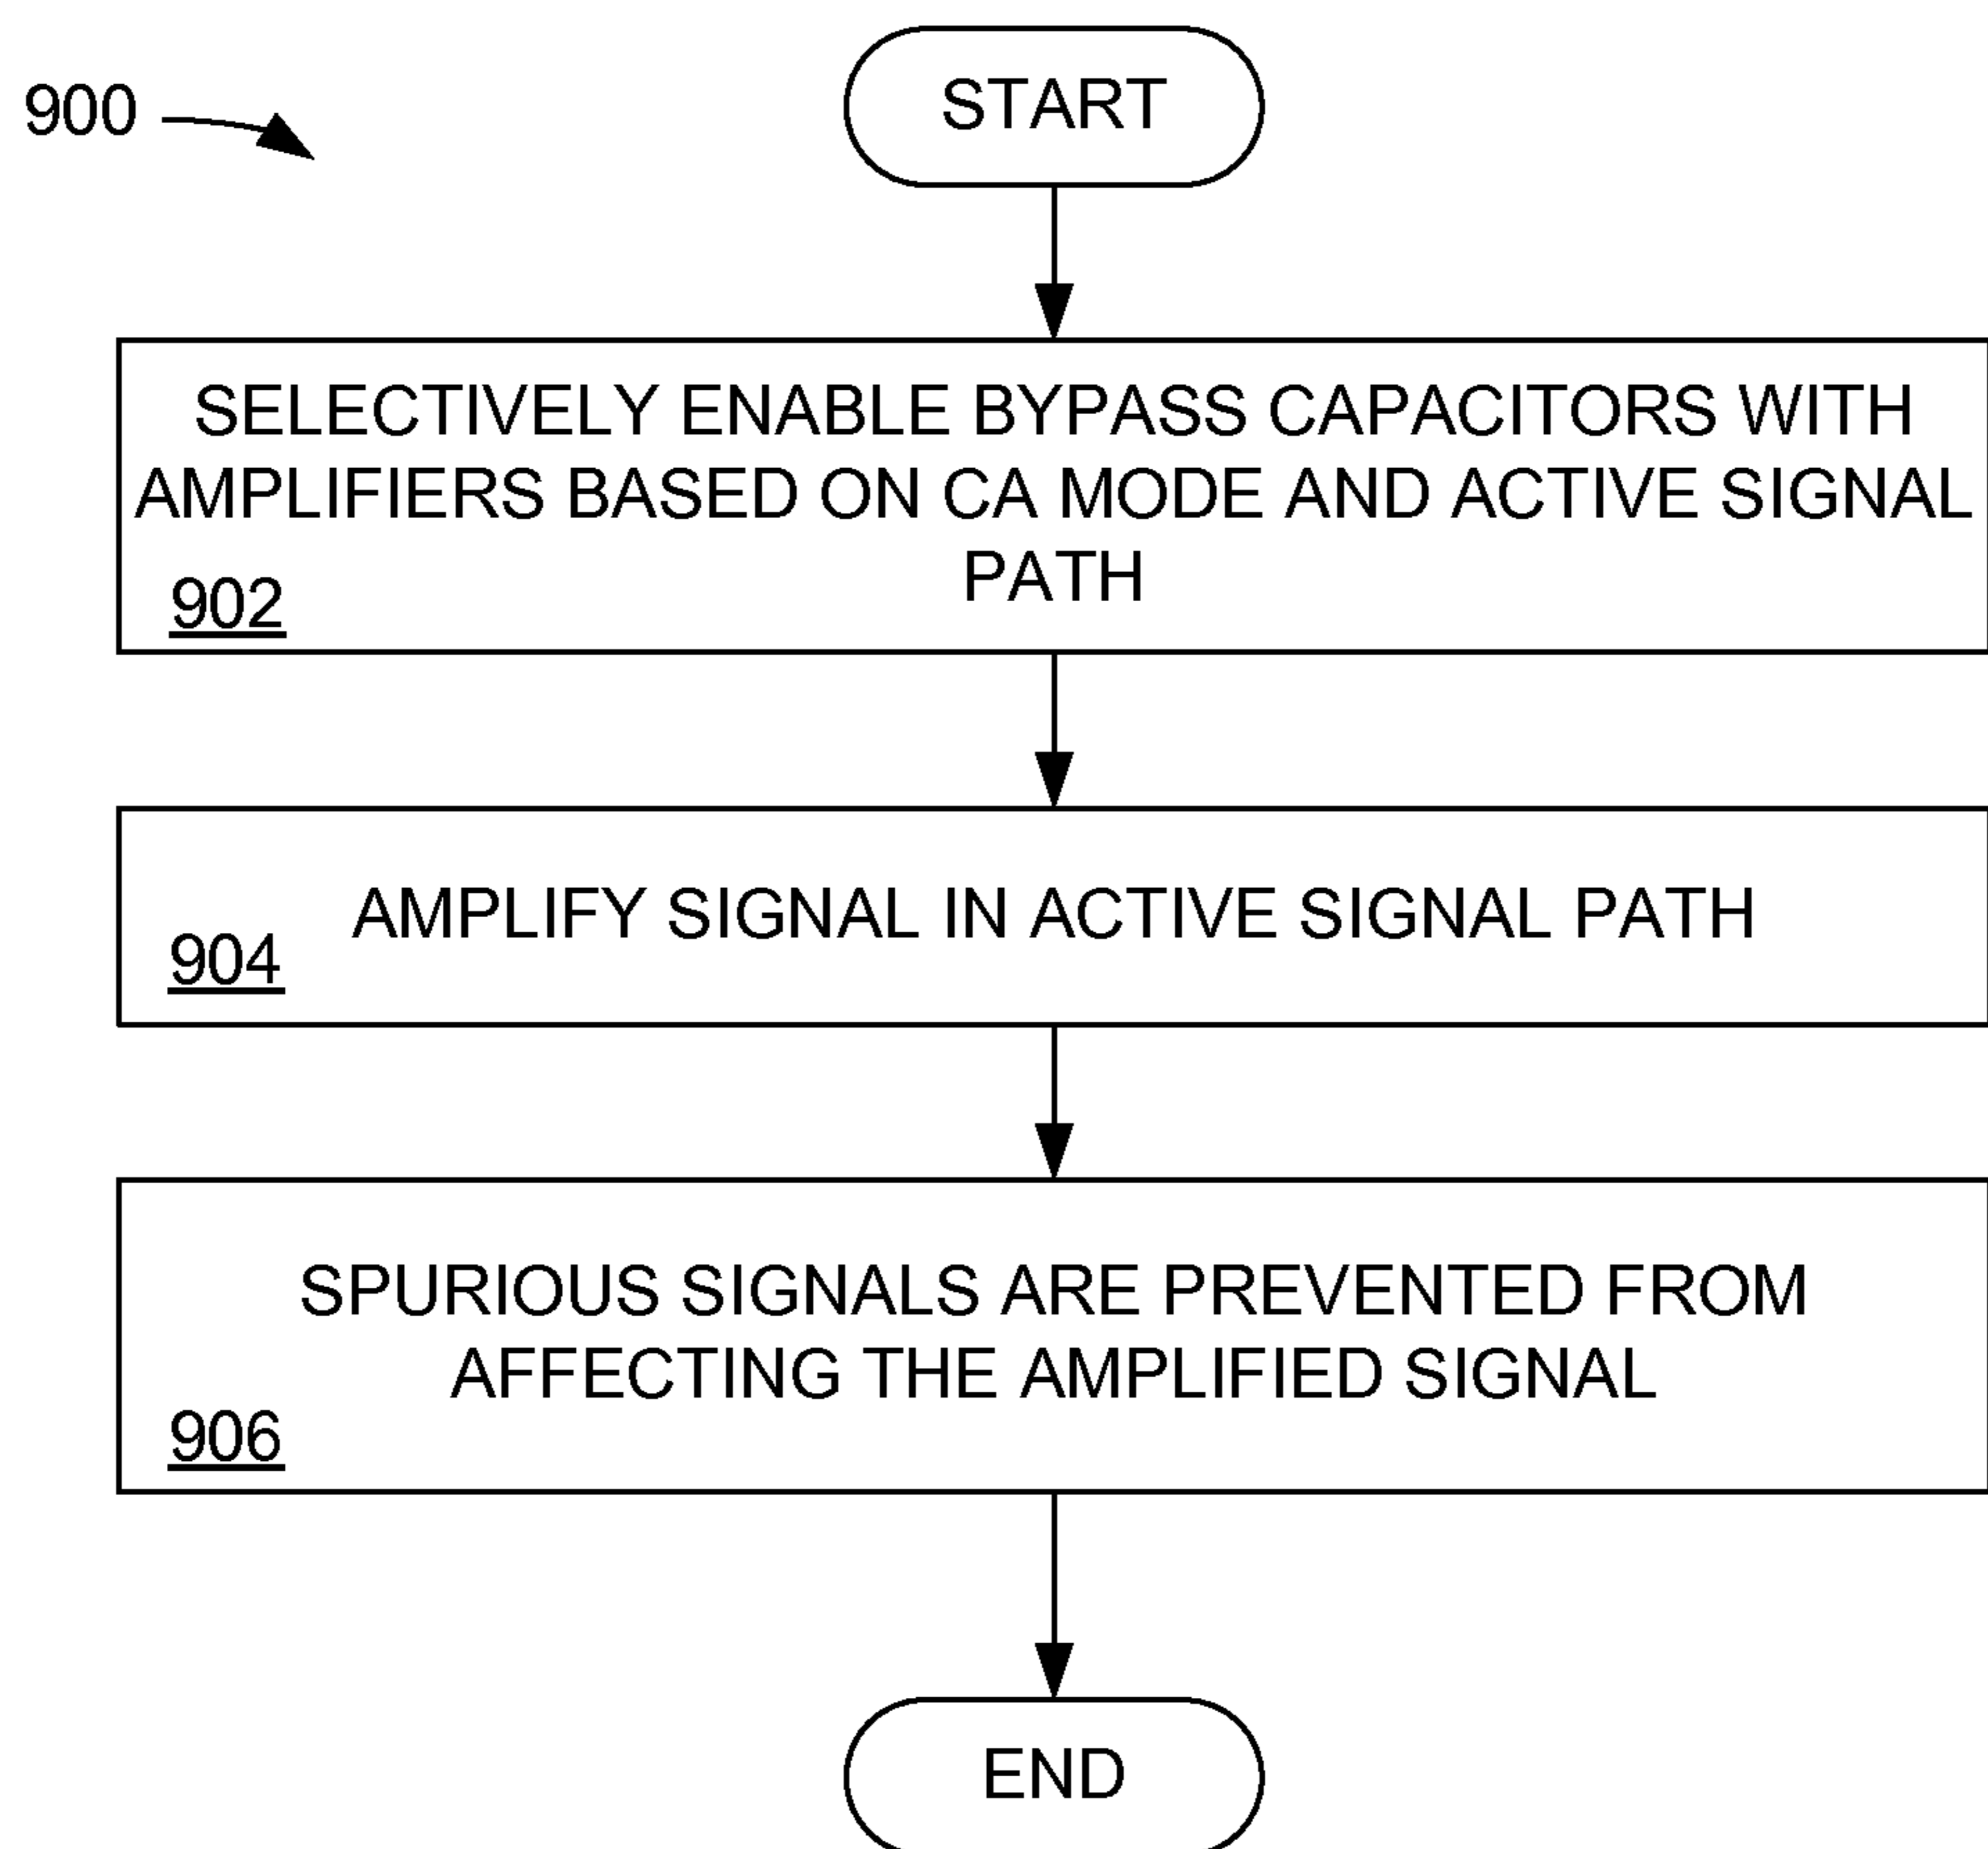 900
START
SELECTIVELY ENABLE BYPASS CAPACITORS WITH
AMPLIFIERS BASED ON CA MODE AND ACTIVE SIGNAL
PATH
902
AMPLIFY SIGNAL IN ACTIVE SIGNAL PATH
904
SPURIOUS SIGNALS ARE PREVENTED FROM
AFFECTING THE AMPLIFIED SIGNAL
906
END